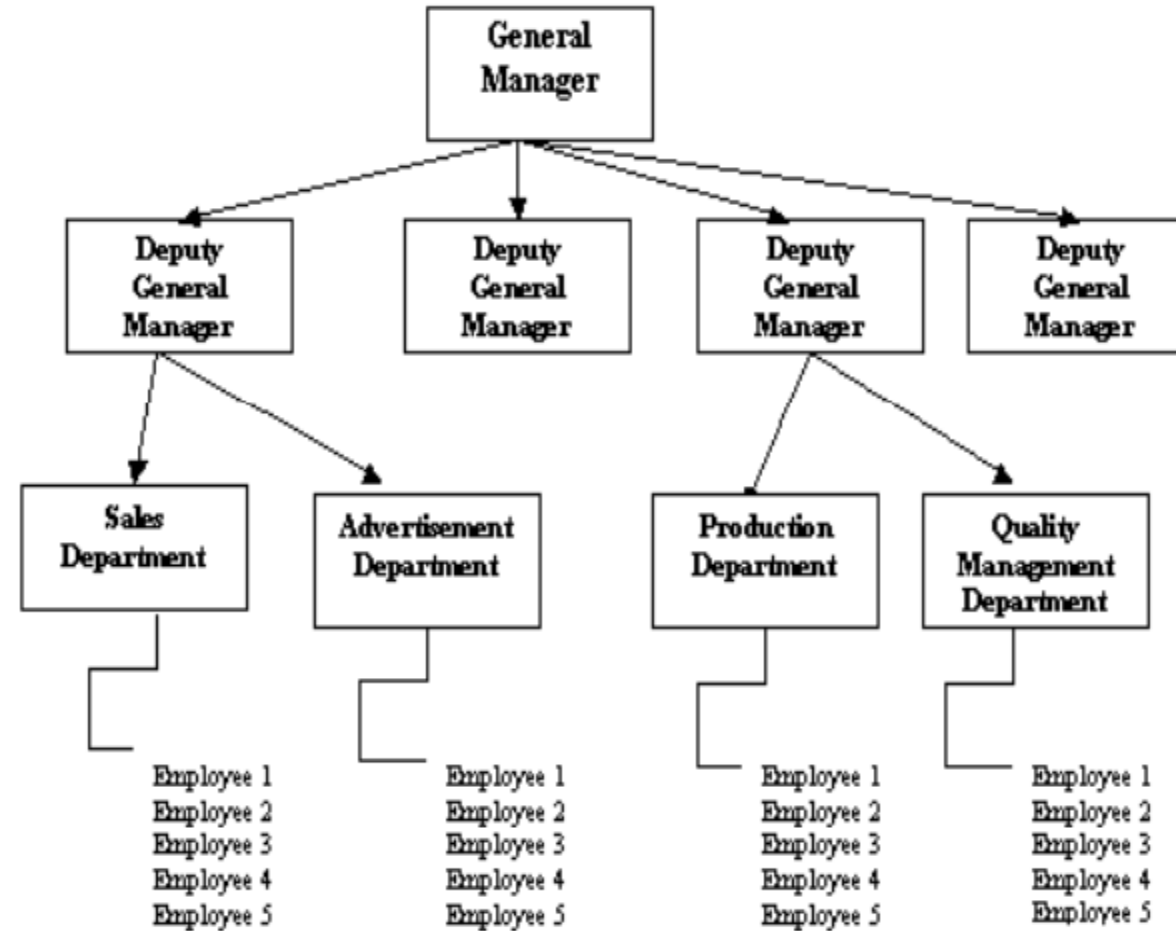 General
Manager
Deputy
General
Manager
Deputy
General
Manager
Deputy
General
Manager
Deputy
General
Manager
Sales
Department
Advertisement
Department
Production
Department
Quality
Management
Department
Employee 1
Employee 2
Employee 3
Employee 4
Employee 5
Employee 1
Employee 2
Employee 3
Employee 4
Employee 5
Employee 1
Employee 2
Employee 3
Employee 4
Employee 5
Employee 1
Employee 2
Employee 3
Employee 4
Employee 5